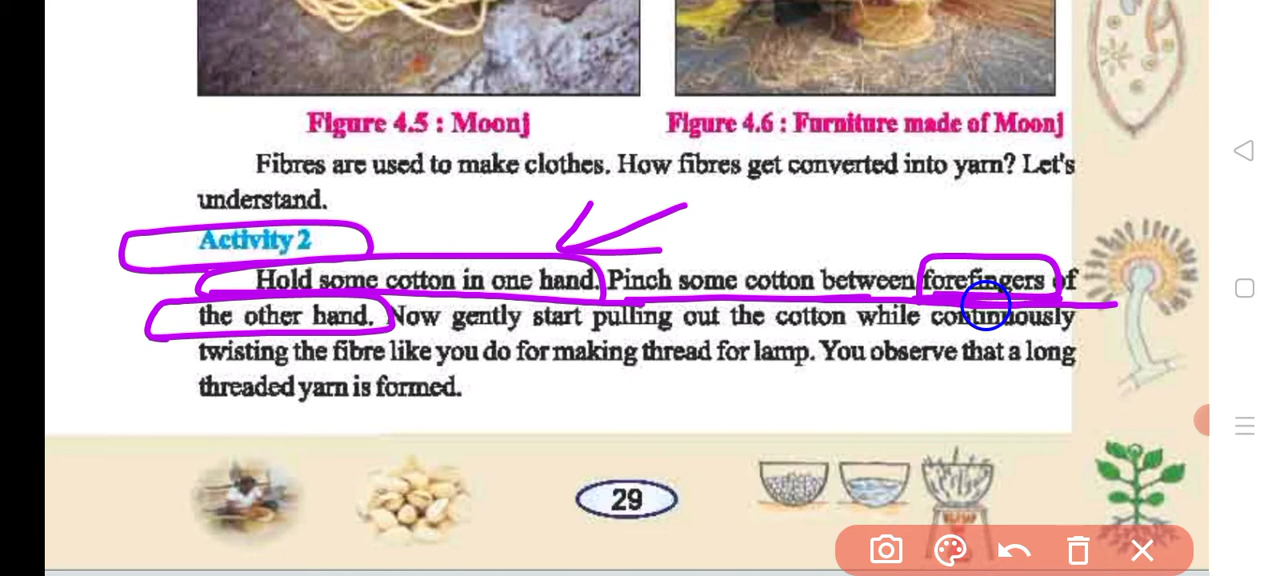 Figure 4.5 : Moonj
Figure 4.6 : Furniture made of Moonj
Fibres are used to make clothes. How fibres get converted into yarn? Let's
understand.
Activity 2
Hold some cotton in one hand. Pinch some cotton between forefingers of
the other hand. Now gently start pulling out the cotton while continuously
twisting the fibre like you do for making thread for lamp. You observe that a long
threaded yarn is formed.
29